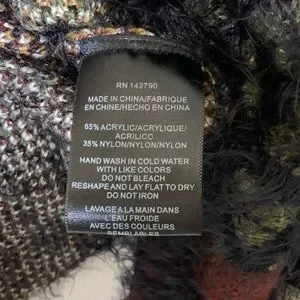 RN 142790
MADE IN CHINA/FABRIQUE
EN CHINE/HECHO EN CHINA
65% ACRYLIC/ACRYLIQUE/
ACRILICO
35% NYLON/NYLON/NYLON
HAND WASH IN COLD WATER
WITH LIKE COLORS
DO NOT BLEACH
RESHAPE AND LAY FLAT TO DRY
DO NOT IRON
LAVAGE A LA MAIN DANS
L'EAU FROIDE
AVEC DES COULEURS
SEMBLABLES